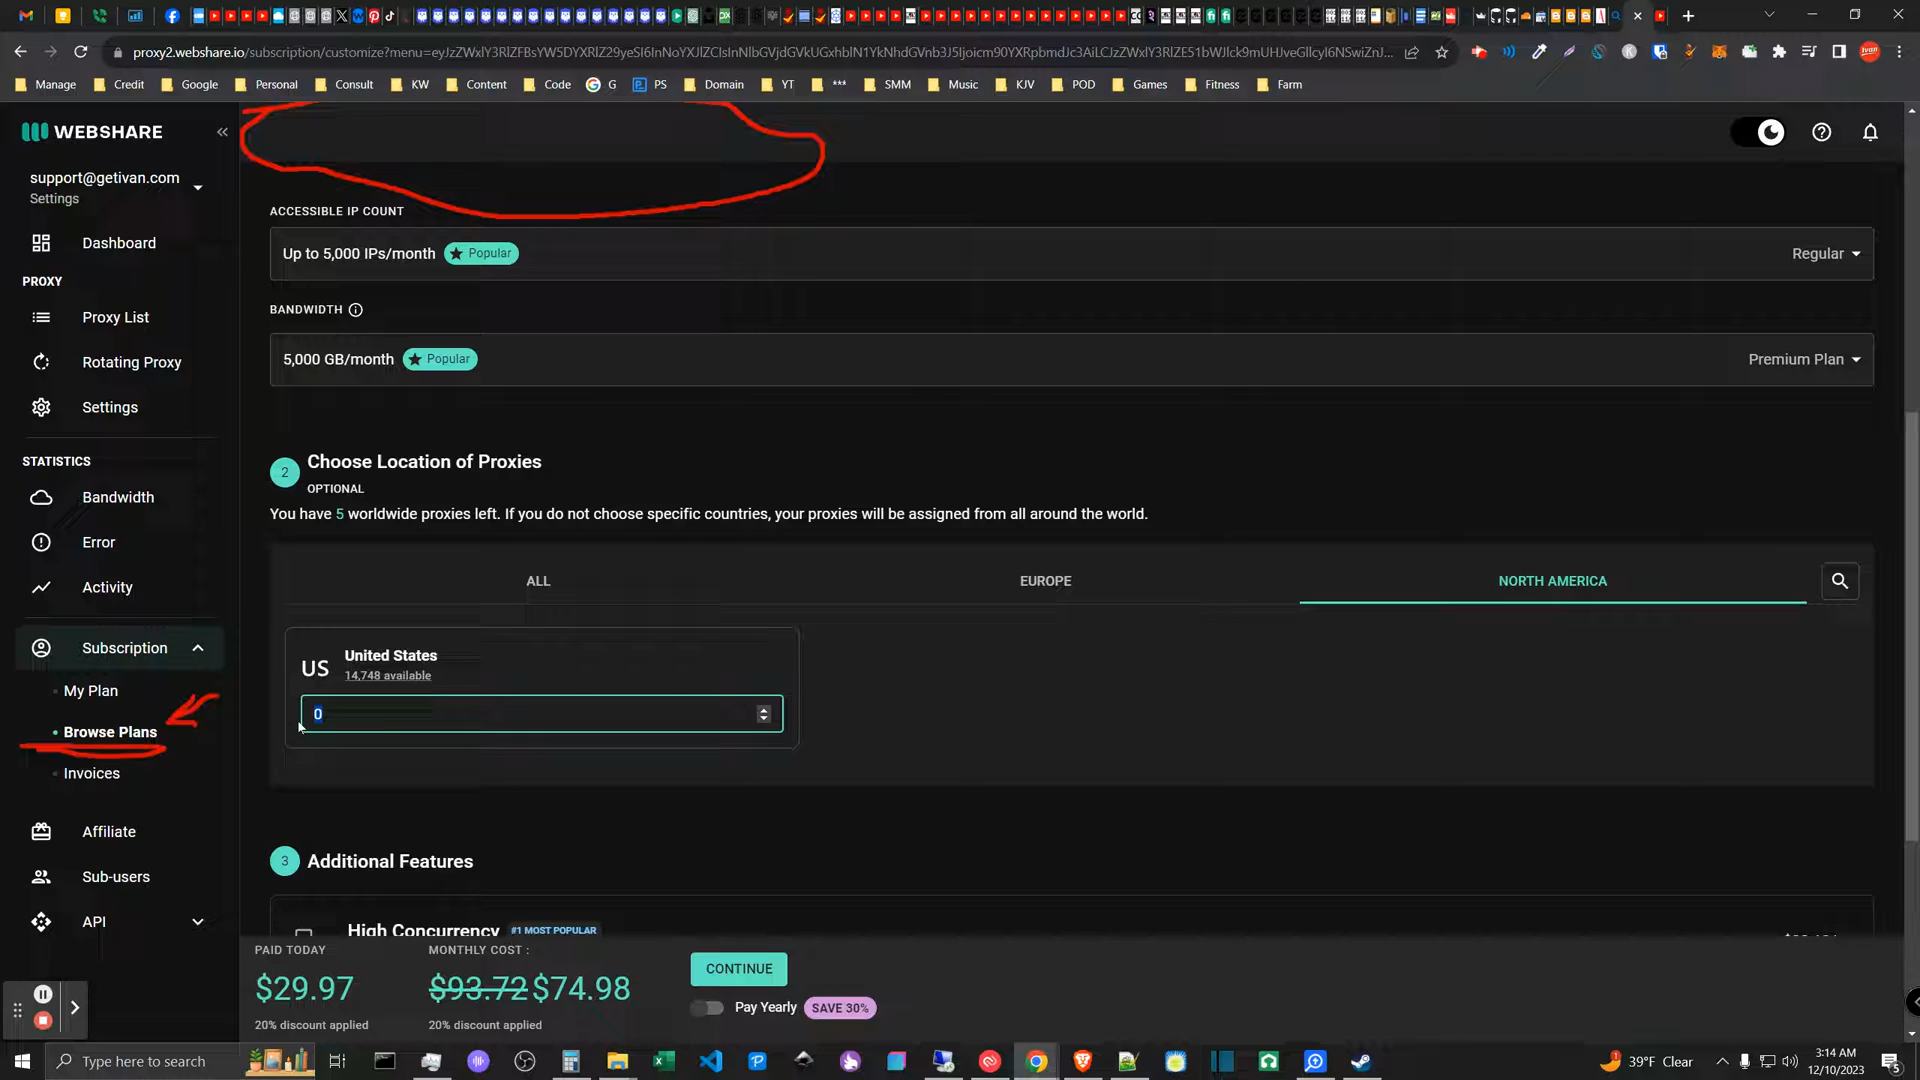 proxy2.webshare.io/subscription/customize?menu=
Manage Credit Google Personal Consult KW Content Code G PS Domain YT *** SMM Music KJV POD Games Fitness Farm
WEBSHARE
support@getivan.com
Settings
Dashboard
PROXY
Proxy List
Rotating Proxy
Settings
STATISTICS
Bandwidth
Error
Activity
Subscription
My Plan
Browse Plans
Invoices
Affiliate
Sub-users
API
ACCESSIBLE IP COUNT
Up to 5,000 IPs/month Popular Regular
BANDWIDTH
5,000 GB/month Popular Premium Plan
2 Choose Location of Proxies
OPTIONAL
You have 5 worldwide proxies left. If you do not choose specific countries, your proxies will be assigned from all around the world.
ALL EUROPE NORTH AMERICA
US United States
14,748 available
0
3 Additional Features
High Concurrency #1 MOST POPULAR
PAID TODAY MONTHLY COST :
$29.97 $93.72 $74.98
20% discount applied 20% discount applied
CONTINUE
Pay Yearly SAVE 30%
Type here to search
39°F Clear
3:14 AM
12/10/2023
5